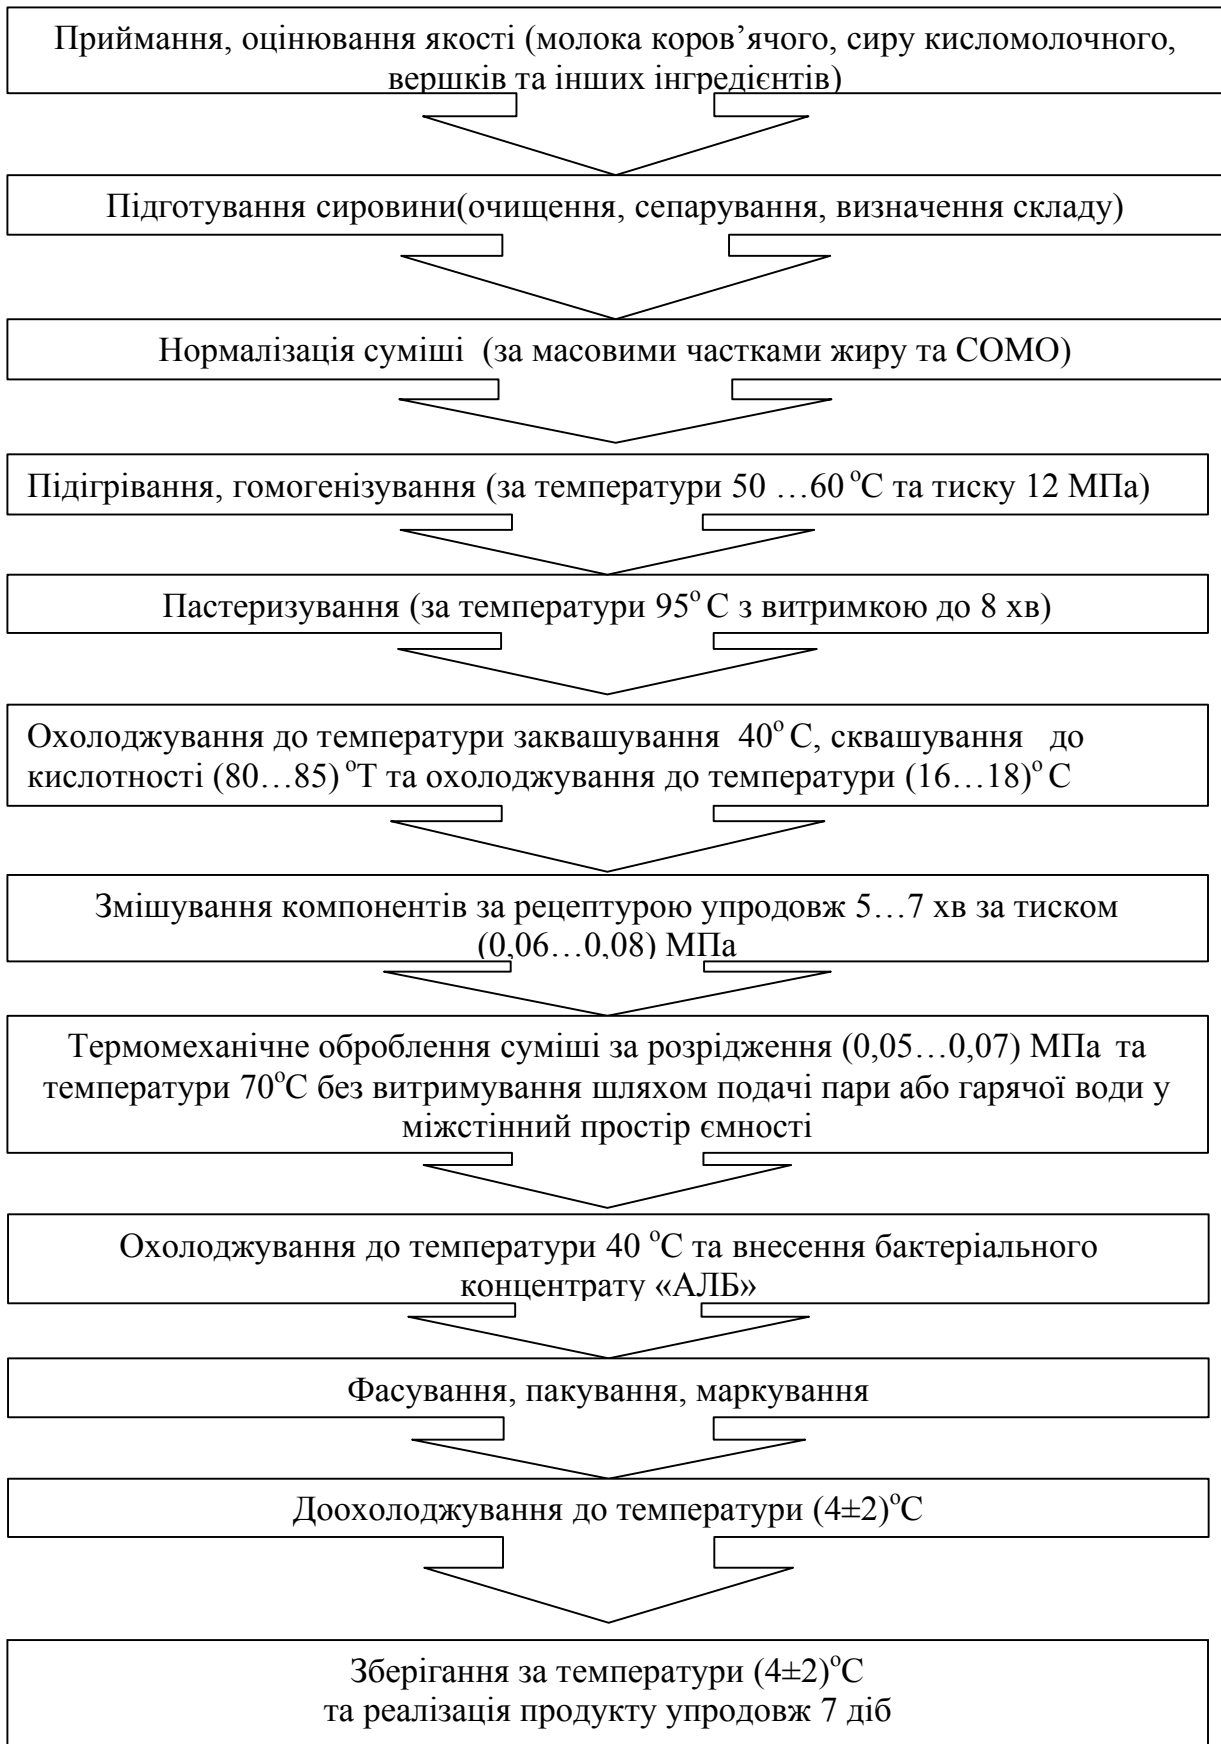 Приймання, оцінювання якості (молока коров’ячого, сиру кисломолочного,
вершків та інших інгредієнтів)
Підготування сировини(очищення, сепарування, визначення складу)
Нормалізація суміші (за масовими частками жиру та СОМО)
Підігрівання, гомогенізування (за температури 50 …60 °С та тиску 12 МПа)
Пастеризування (за температури 95° С з витримкою до 8 хв)
Охолоджування до температури заквашування 40° С, сквашування до
кислотності (80…85) °Т та охолоджування до температури (16…18)° С
Змішування компонентів за рецептурою упродовж 5…7 хв за тиском
(0,06…0,08) МПа
Термомеханічне оброблення суміші за розрідження (0,05…0,07) МПа та
температури 70°С без витримування шляхом подачі пари або гарячої води у
міжстінний простір ємності
Охолоджування до температури 40 °С та внесення бактеріального
концентрату «АЛБ»
Фасування, пакування, маркування
Доохолоджування до температури (4±2)°С
Зберігання за температури (4±2)°С
та реалізація продукту упродовж 7 діб